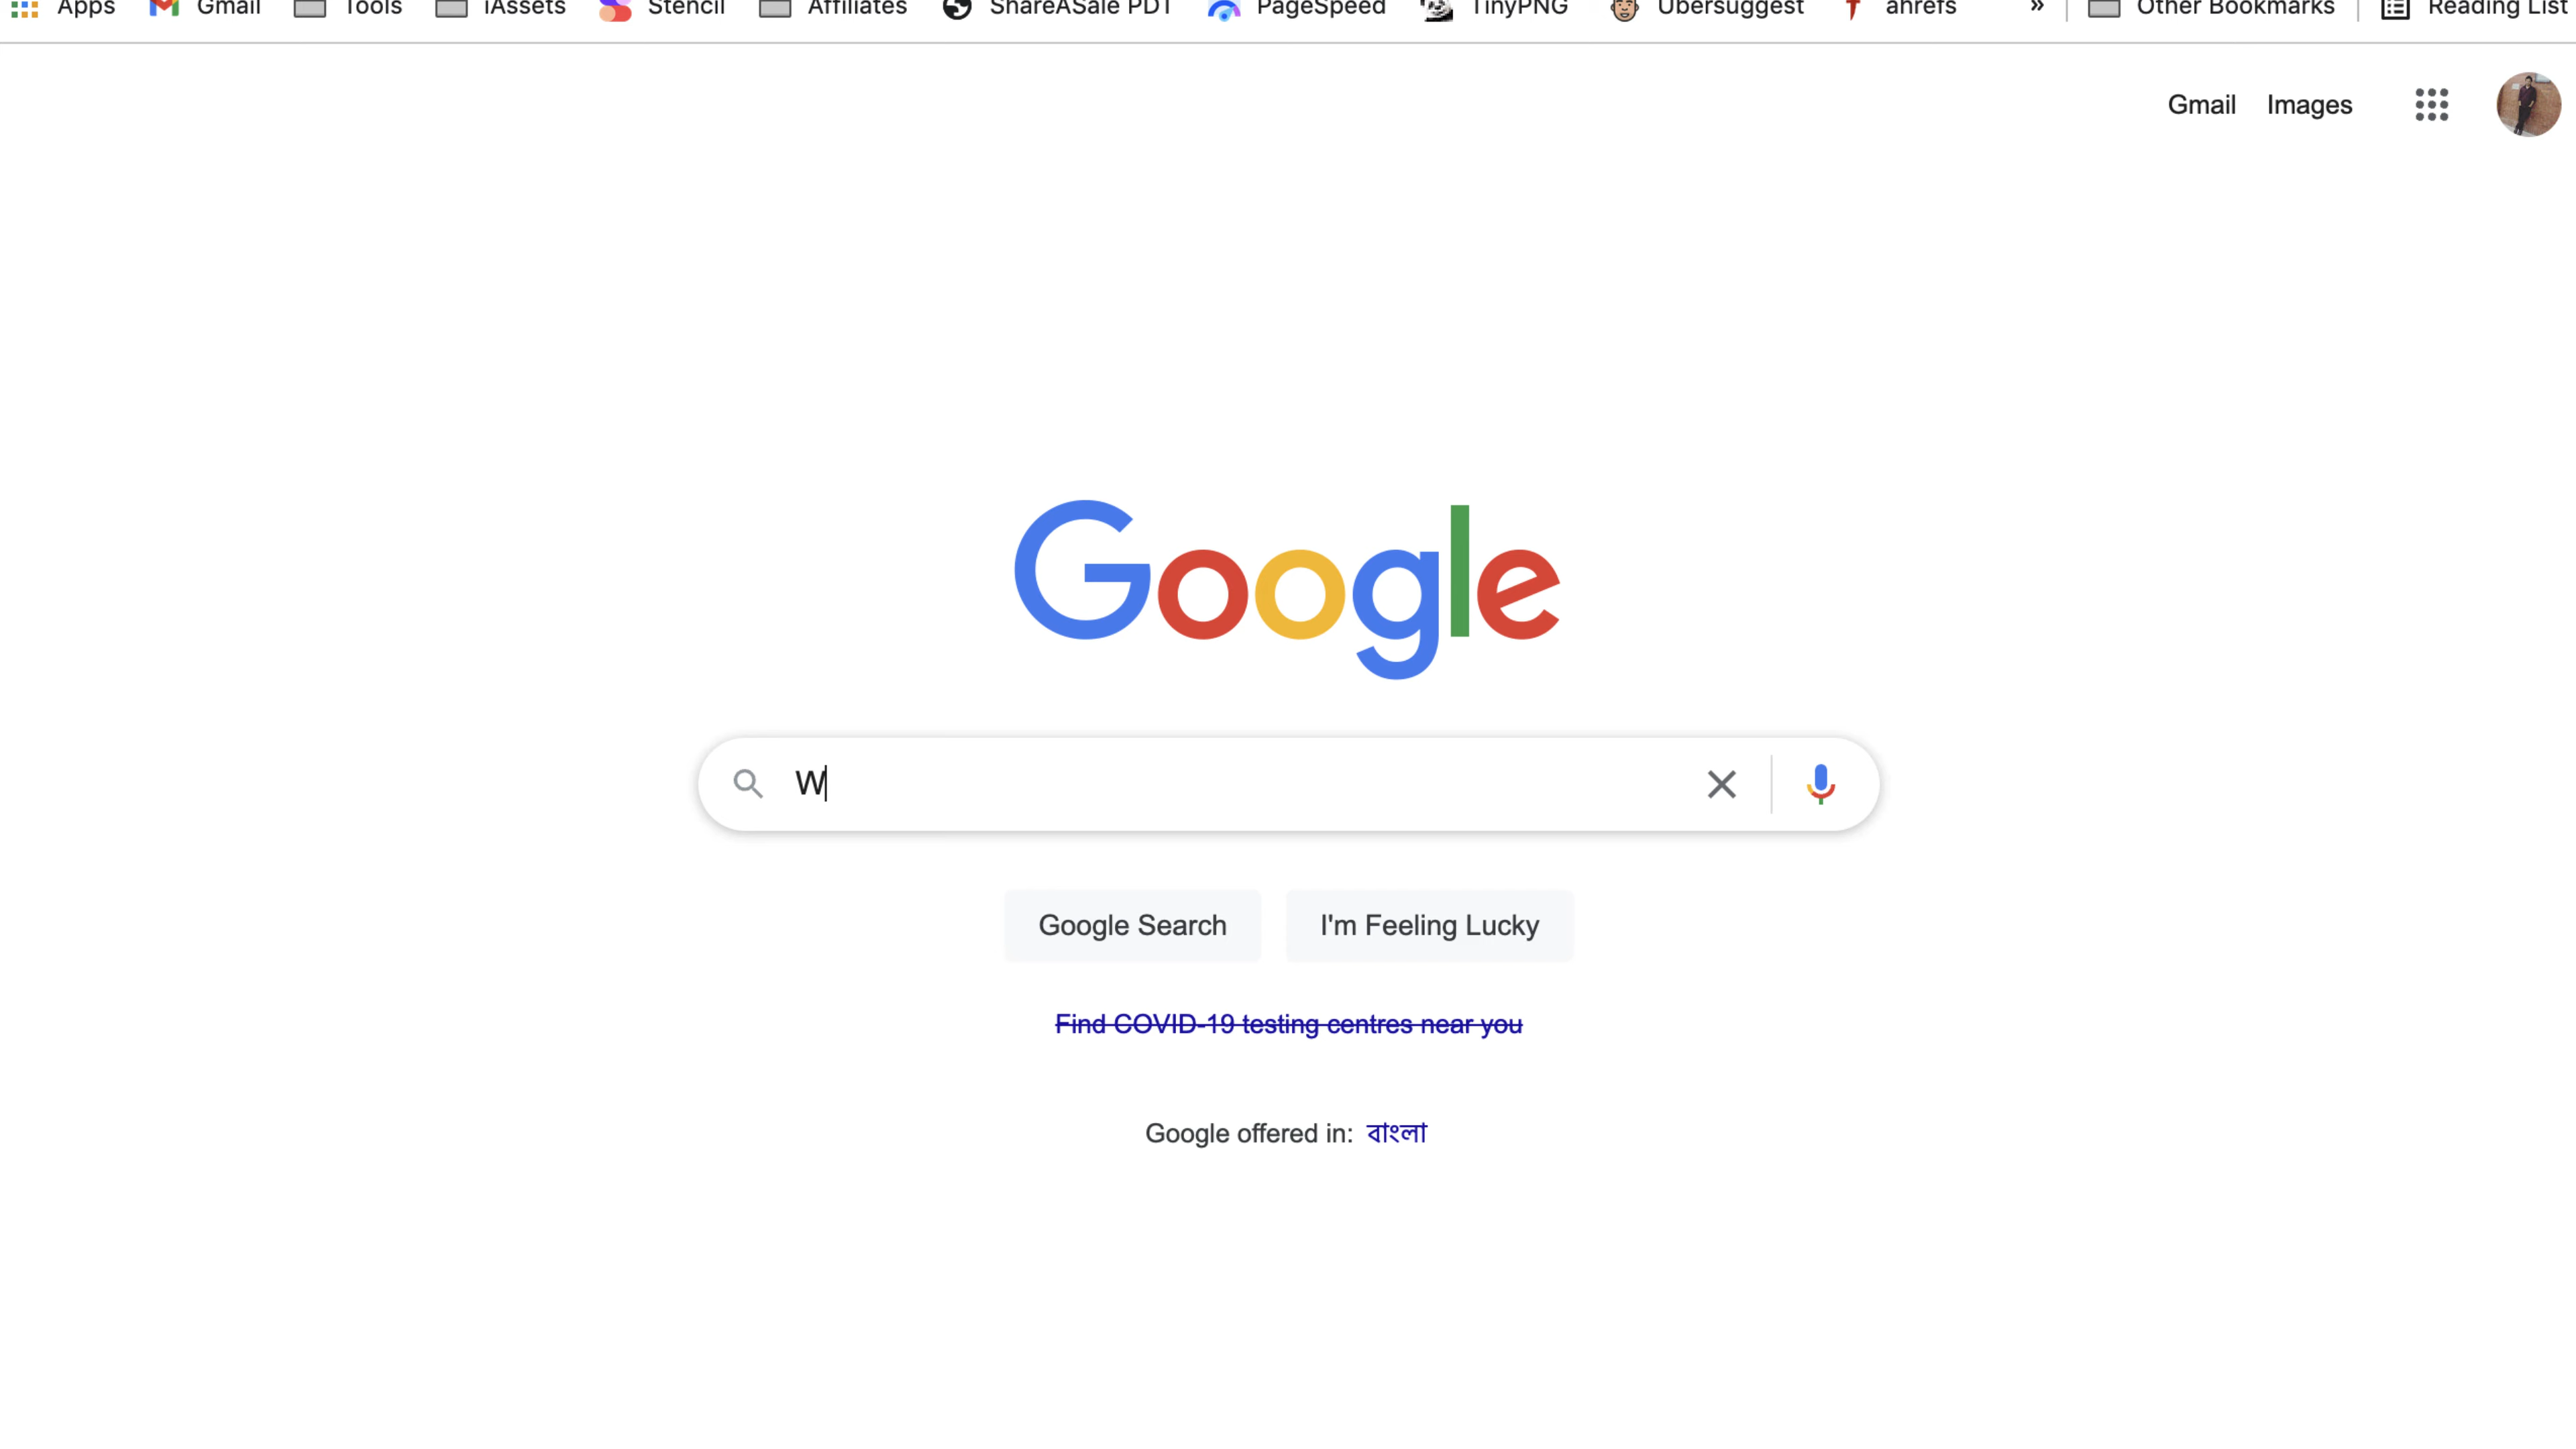 Apps Gmail Tools iAssets Stencil Affiliates ShareASale PDT PageSpeed TinyPNG Ubersuggest ahrefs » Other Bookmarks Reading List
Gmail Images
Google
W
Google Search I'm Feeling Lucky
Find COVID-19 testing centres near you
Google offered in: বাংলা